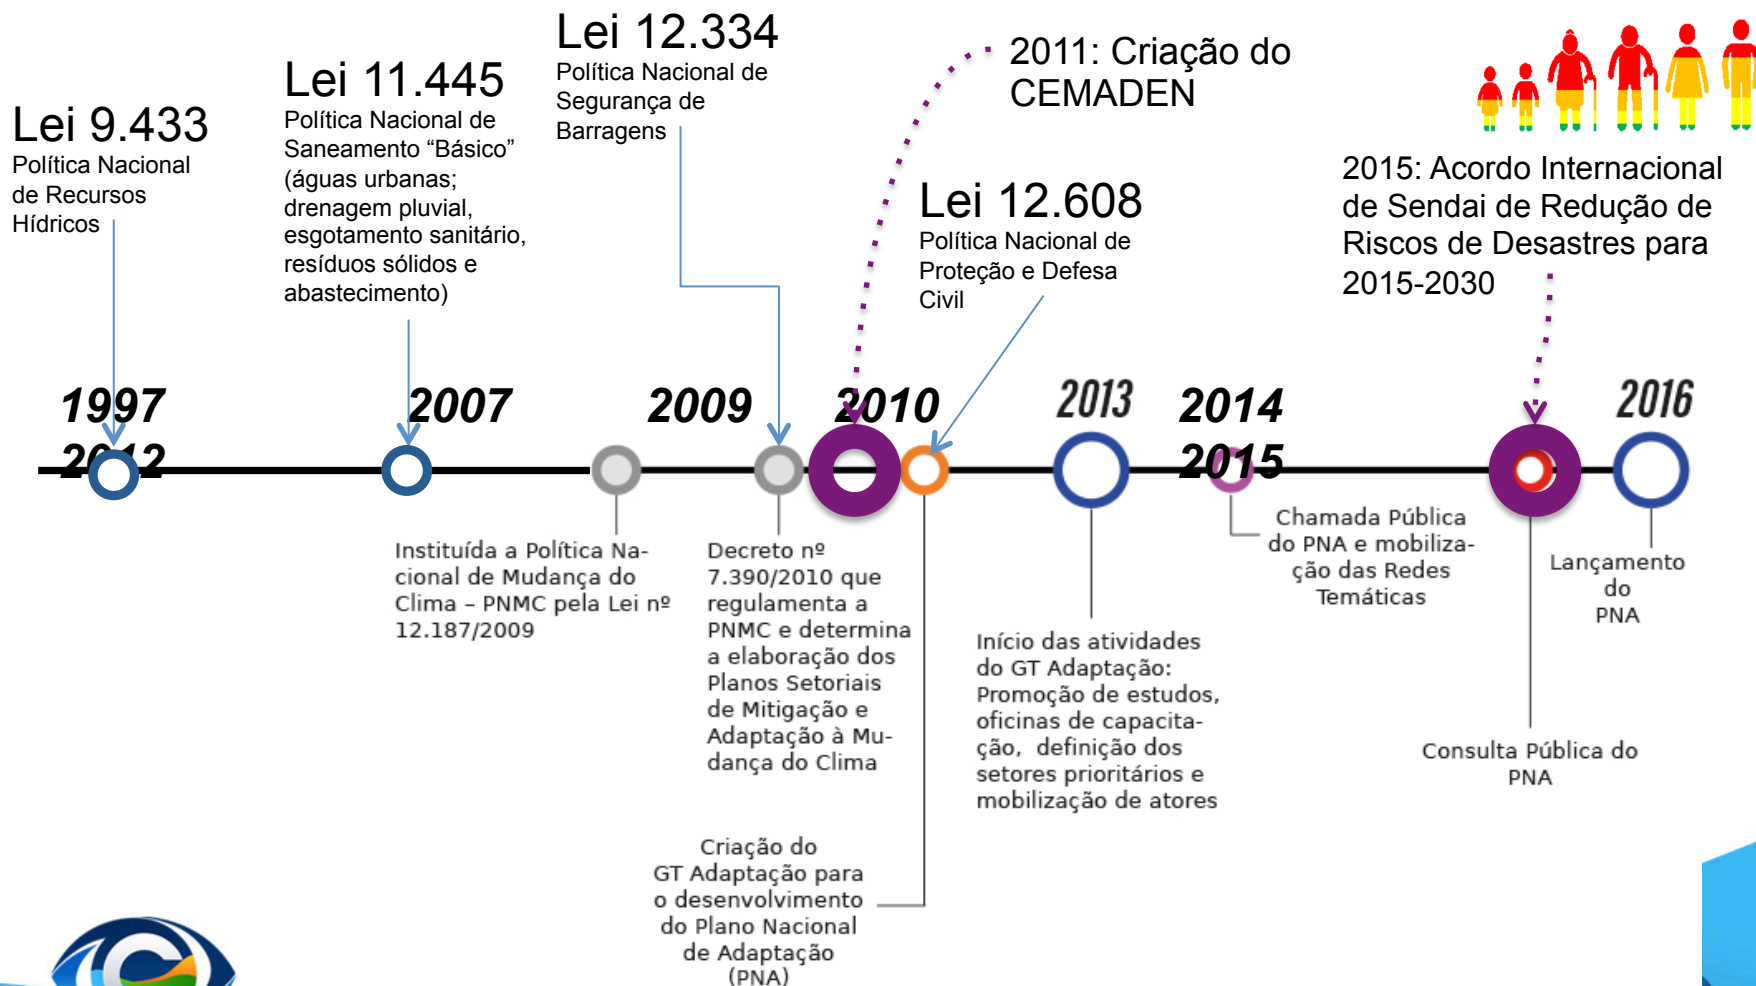 Lei 9.433
Política Nacional
de Recursos
Hídricos
Lei 11.445
Política Nacional de
Saneamento “Básico”
(águas urbanas;
drenagem pluvial,
esgotamento sanitário,
resíduos sólidos e
abastecimento)
Lei 12.334
Política Nacional de
Segurança de
Barragens
2011: Criação do
CEMADEN
Lei 12.608
Política Nacional de
Proteção e Defesa
Civil
2015: Acordo Internacional
de Sendai de Redução de
Riscos de Desastres para
2015-2030
1997 2007 2009 2010 2013 2014 2016
2012 2015
Instituída a Política Na-
cional de Mudança do
Clima – PNMC pela Lei nº
12.187/2009
Decreto nº
7.390/2010 que
regulamenta a
PNMC e determina
a elaboração dos
Planos Setoriais
de Mitigação e
Adaptação à Mu-
dança do Clima
Criação do
GT Adaptação para
o desenvolvimento
do Plano Nacional
de Adaptação
(PNA)
Início das atividades
do GT Adaptação:
Promoção de estudos,
oficinas de capacita-
ção, definição dos
setores prioritários e
mobilização de atores
Chamada Pública
do PNA e mobiliza-
ção das Redes
Temáticas
Consulta Pública do
PNA
Lançamento
do
PNA